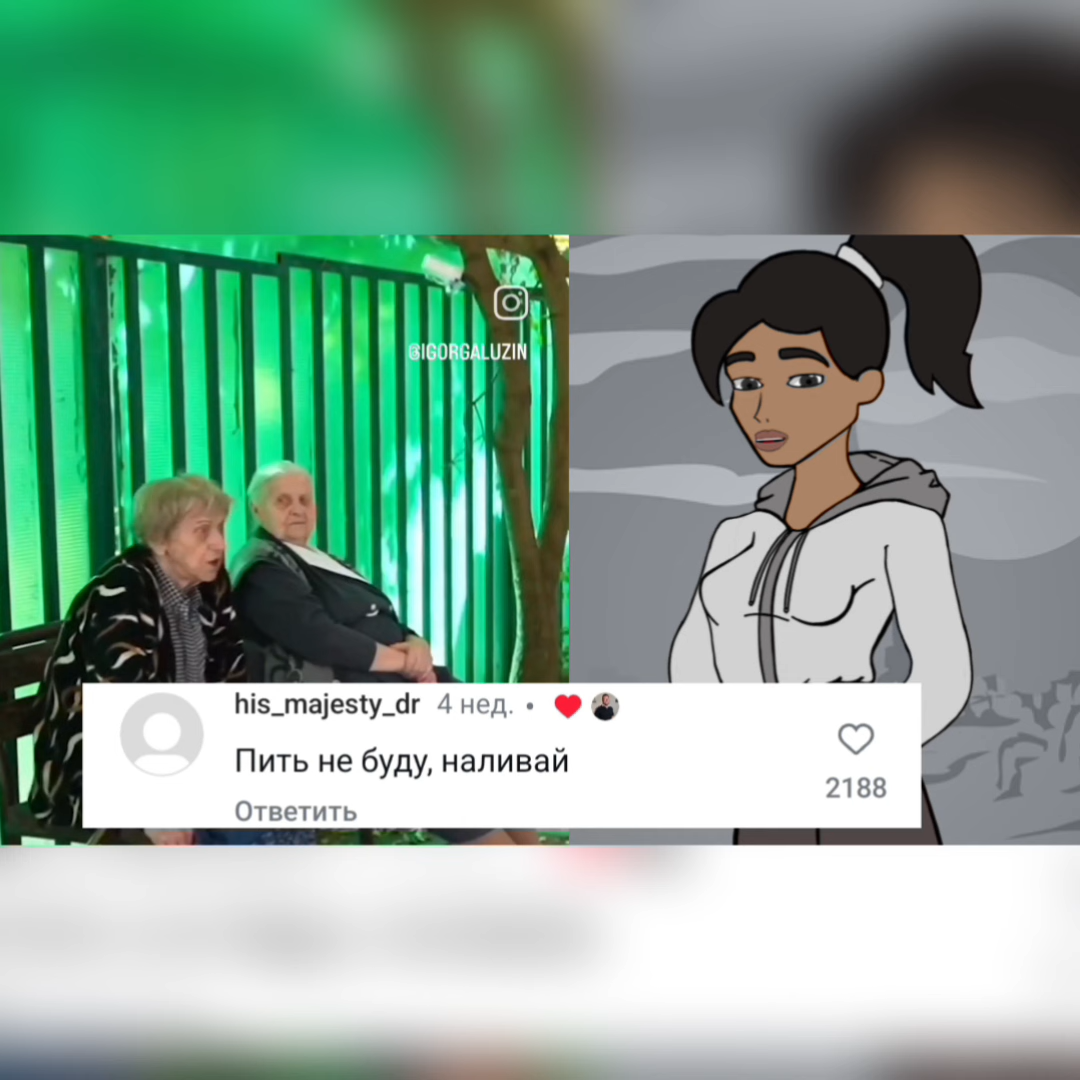 @IGORGALUZIN
his_majesty_dr 4 нед. •
Пить не буду, наливай
2188
Ответить